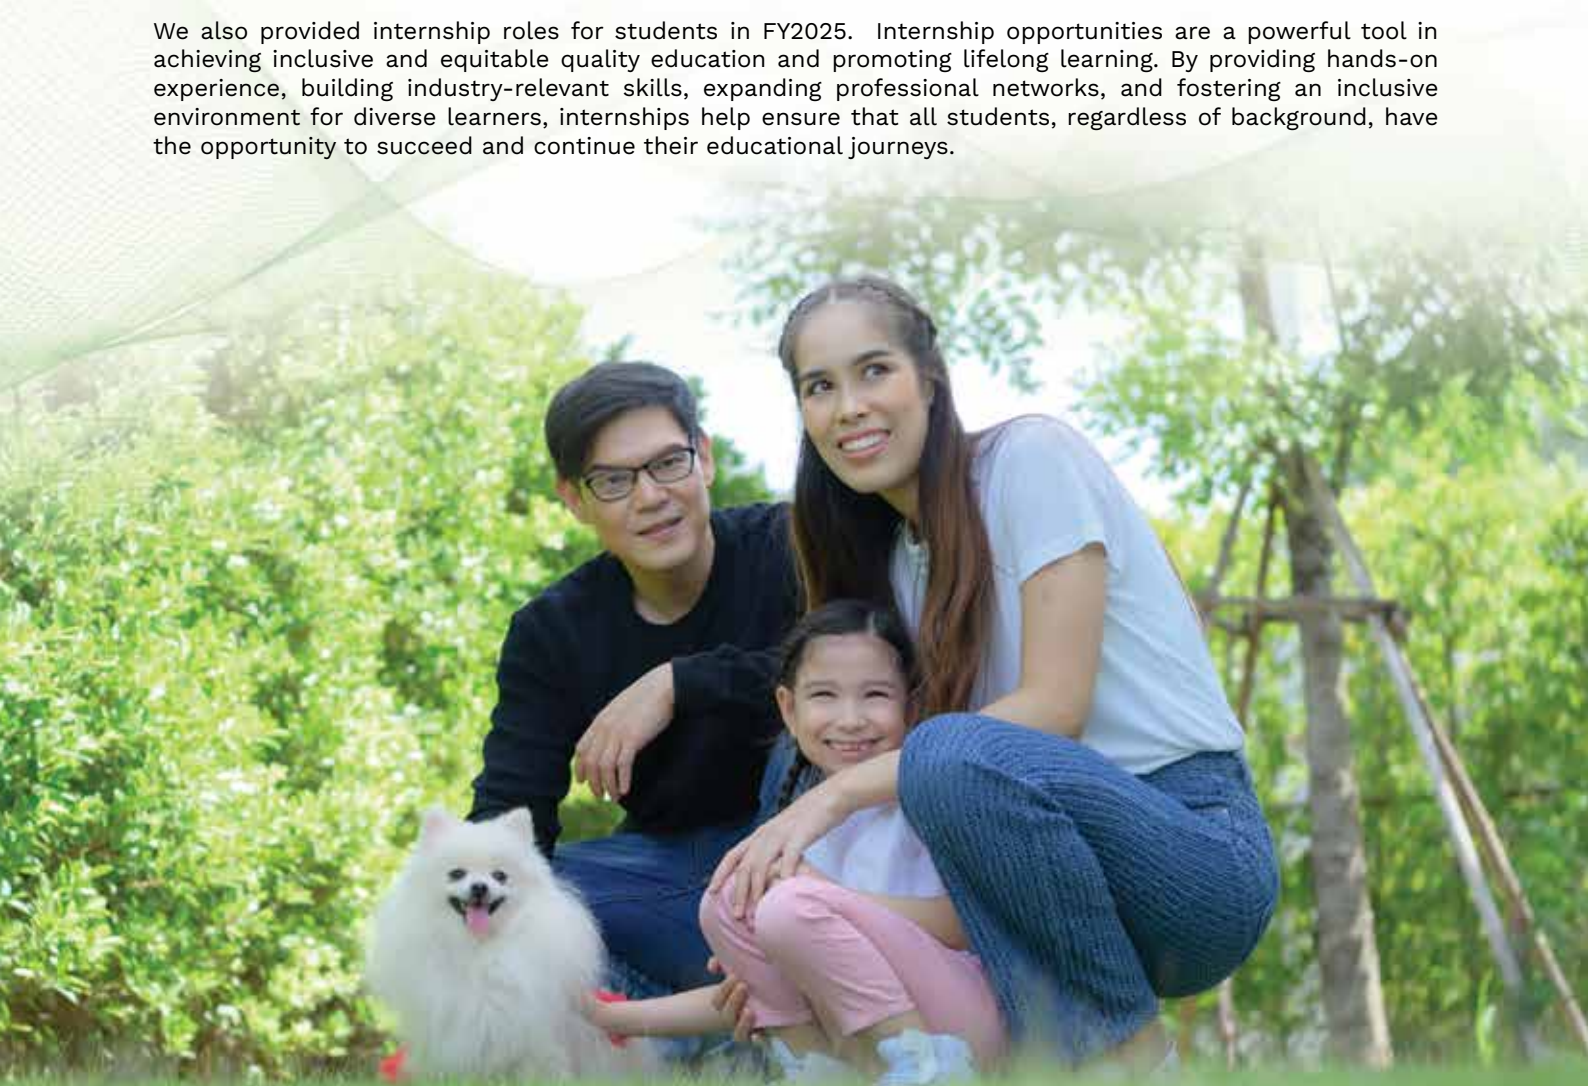 We also provided internship roles for students in FY2025.  Internship opportunities are a powerful tool in
achieving inclusive and equitable quality education and promoting lifelong learning. By providing hands-on
experience, building industry-relevant skills, expanding professional networks, and fostering an inclusive
environment for diverse learners, internships help ensure that all students, regardless of background, have
the opportunity to succeed and continue their educational journeys.